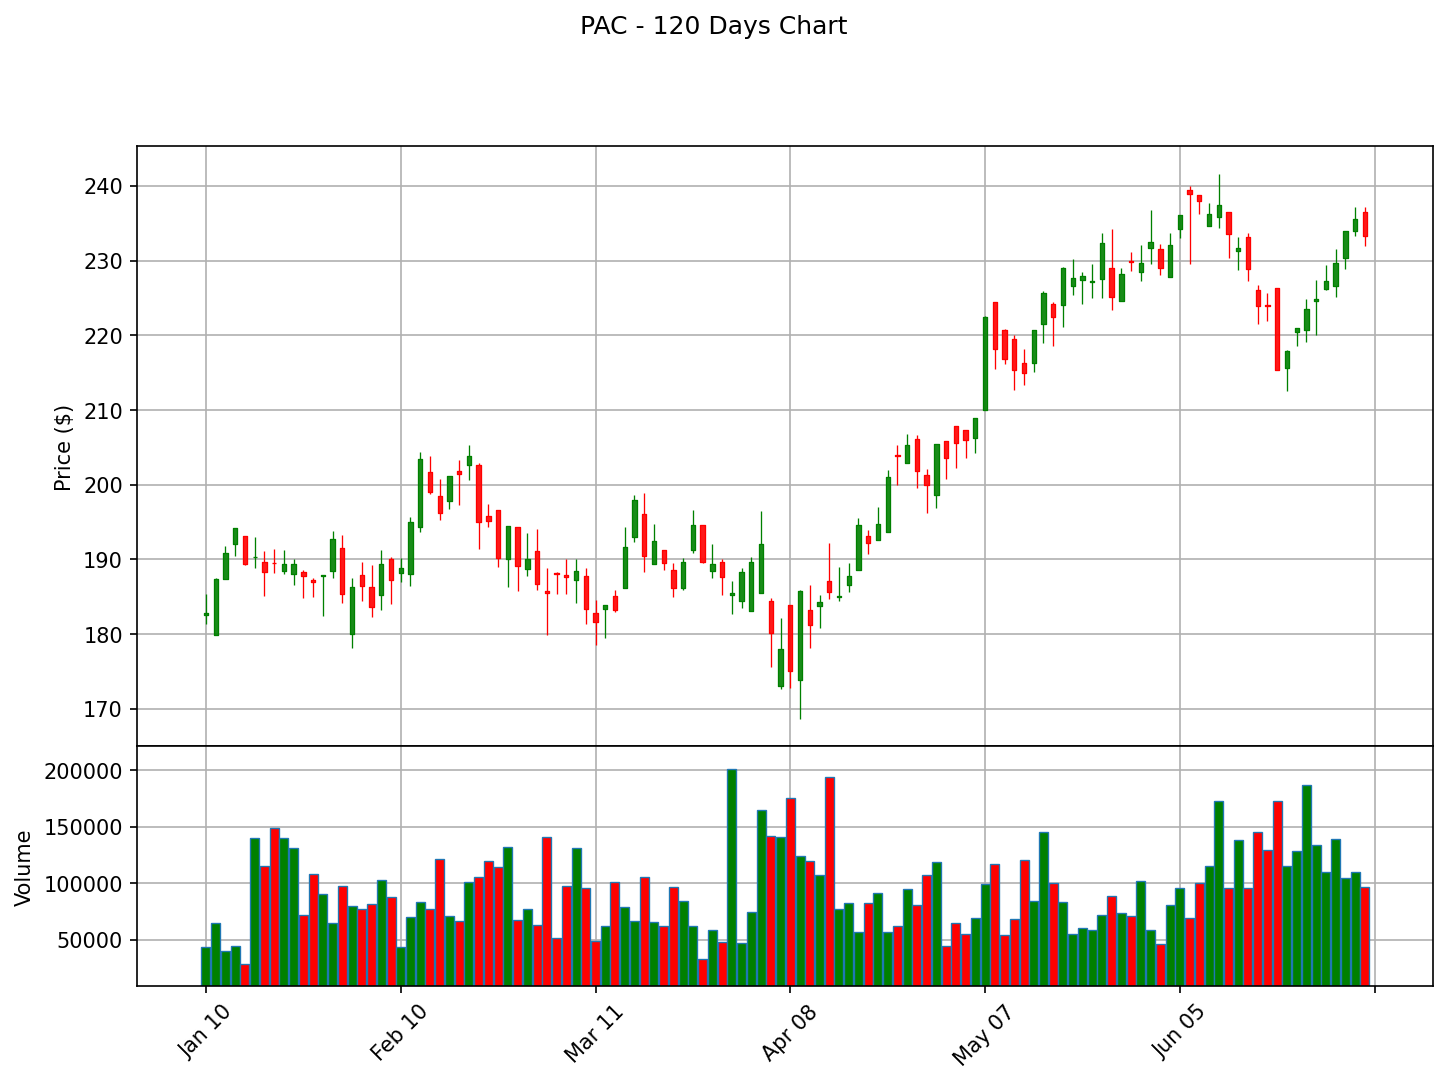 PAC - 120 Days Chart
Price ($)
240
230
220
210
200
190
180
170
Volume
200000
150000
100000
50000
Jan 10
Feb 10
Mar 11
Apr 08
May 07
Jun 05